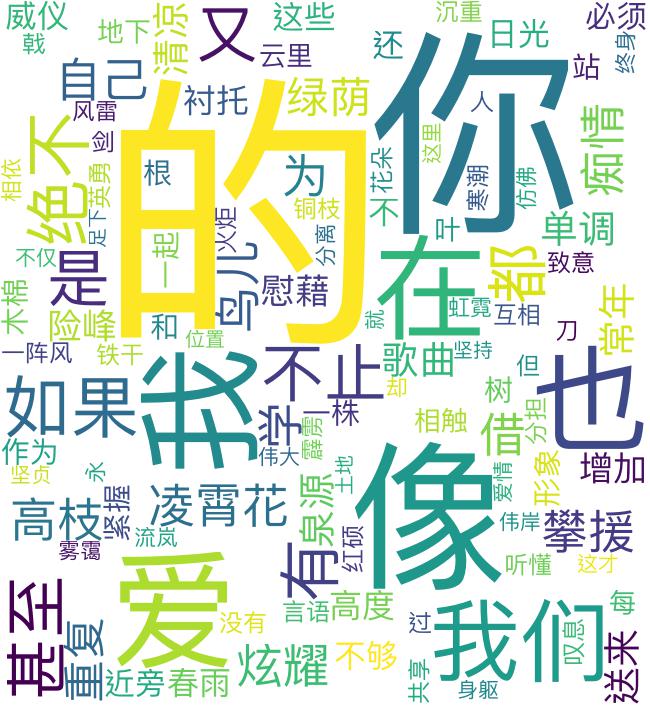 威仪
戟
地下
清凉
又
云里
这些
还
沉重
日光
必须
站
终身
自己
风雷
衬托
绿荫
你
人
这里
痴情
相依
绝不
英勇
足下
剑
的
根
为
铜枝
花朵
不
寒潮
仿佛
叶
单调
不仅
是
一起
火炬
分离
鸟儿
慰藉
在
都
致意
木棉
险峰
和
位置
就
虹霓
互相
常年
一阵风
铁干
我
不止
歌曲
坚持
却
刀
但
也
如果
学
一株
树
分担
作为
伟大
霹雳
相触
借
坚贞
永
土地
像
爱情
形象
增加
高枝
紧握
凌霄花
泉源
红硕
伟岸
攀援
雾霭
流岚
有
听懂
这才
甚至
爱
没有
言语
高度
过
我们
叹息
每
重复
近旁
春雨
炫耀
不够
共享
身躯
送来